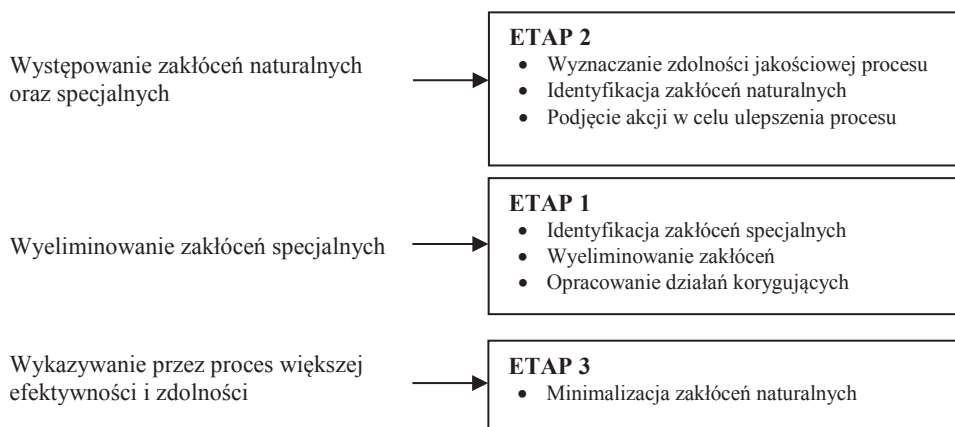 Występowanie zakłóceń naturalnych
oraz specjalnych
ETAP 2
• Wyznaczanie zdolności jakościowej procesu
• Identyfikacja zakłóceń naturalnych
• Podjęcie akcji w celu ulepszenia procesu
Wyeliminowanie zakłóceń specjalnych
ETAP 1
• Identyfikacja zakłóceń specjalnych
• Wyeliminowanie zakłóceń
• Opracowanie działań korygujących
Wykazywanie przez proces większej
efektywności i zdolności
ETAP 3
• Minimalizacja zakłóceń naturalnych